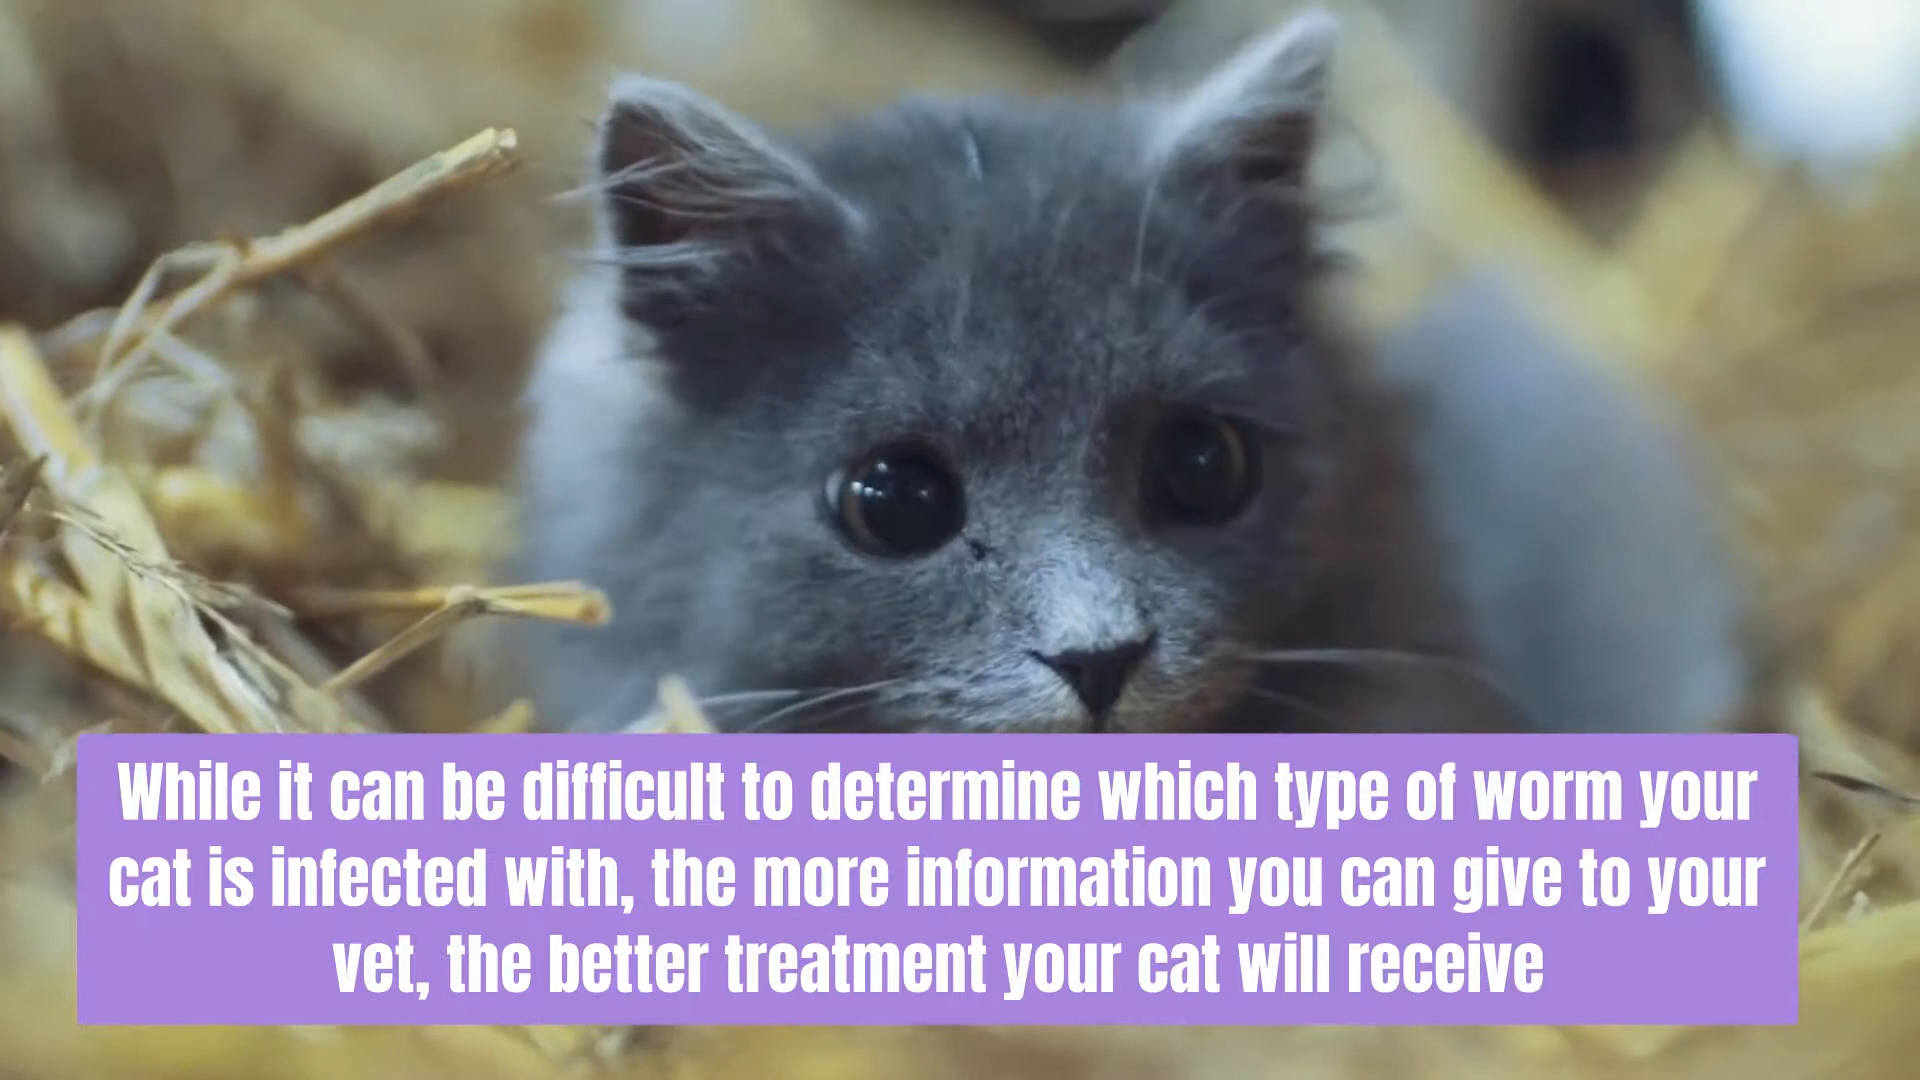 While it can be difficult to determine which type of worm your
cat is infected with, the more information you can give to your
vet, the better treatment your cat will receive